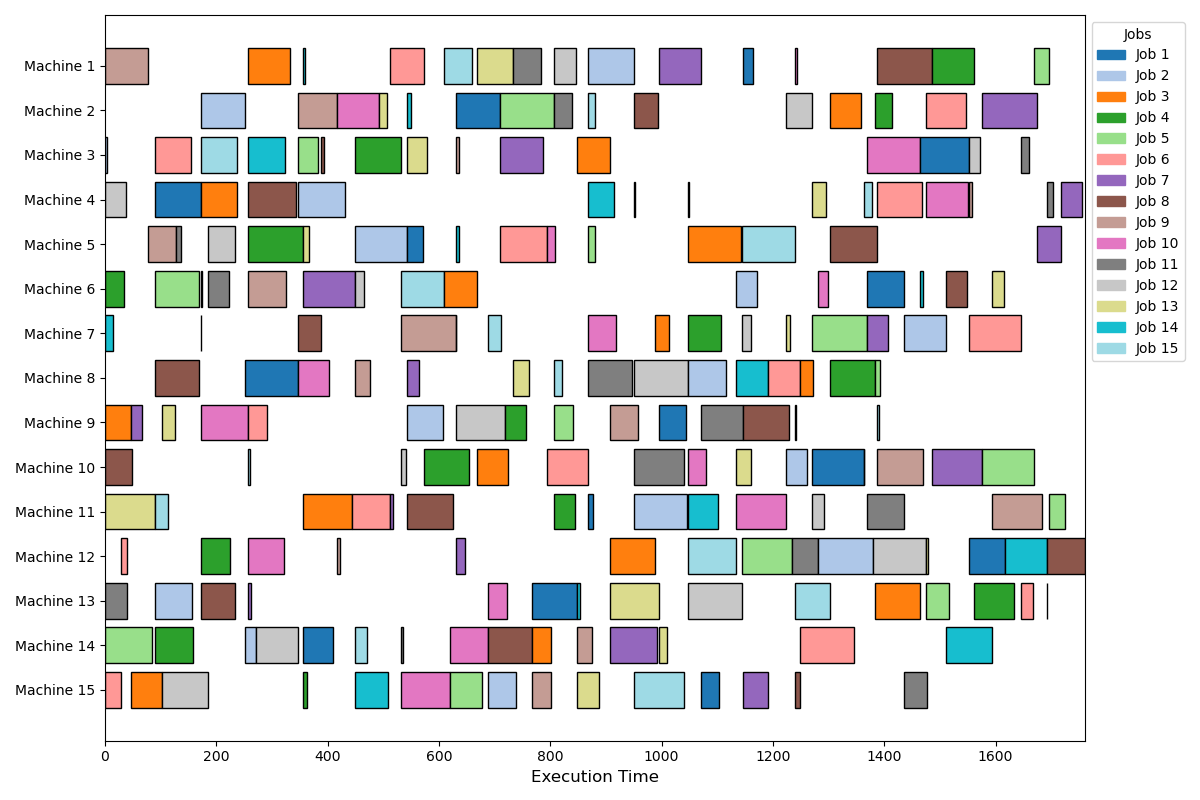 Machine 1
Machine 2
Machine 3
Machine 4
Machine 5
Machine 6
Machine 7
Machine 8
Machine 9
Machine 10
Machine 11
Machine 12
Machine 13
Machine 14
Machine 15
0 200 400 600 800 1000 1200 1400 1600
Execution Time
Jobs
Job 1
Job 2
Job 3
Job 4
Job 5
Job 6
Job 7
Job 8
Job 9
Job 10
Job 11
Job 12
Job 13
Job 14
Job 15